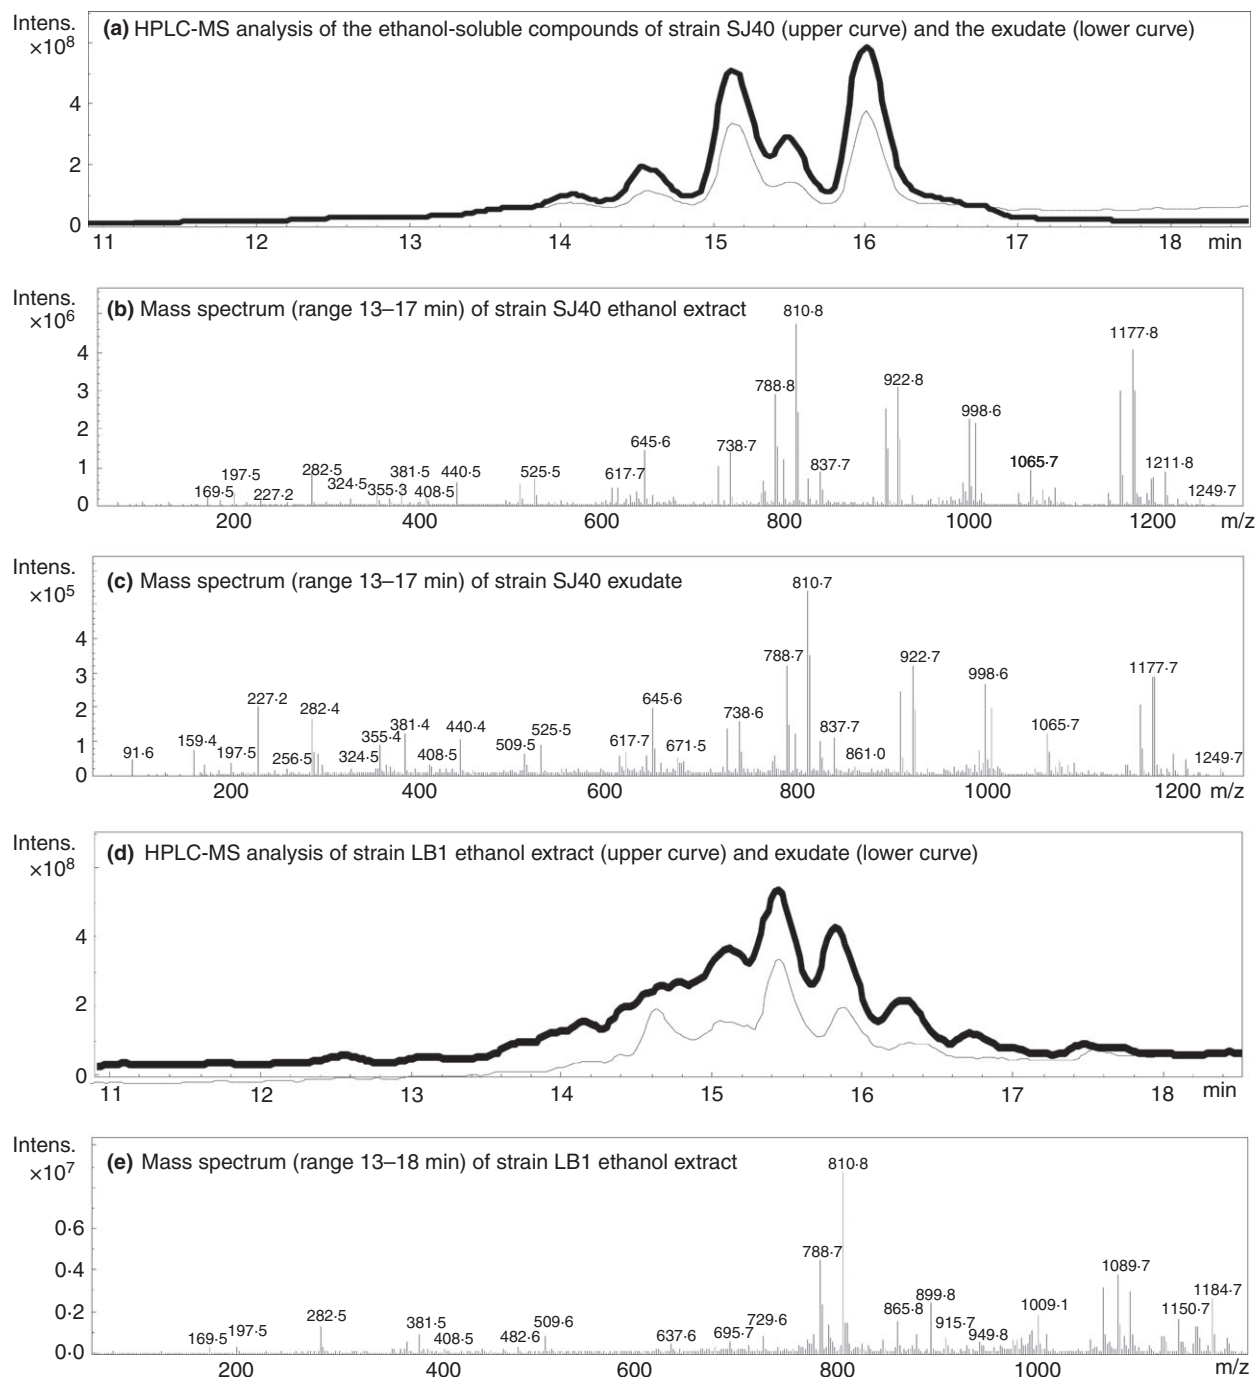 Intens.
×10⁸
(a) HPLC-MS analysis of the ethanol-soluble compounds of strain SJ40 (upper curve) and the exudate (lower curve)
4
2
0
11 12 13 14 15 16 17 18 min
Intens.
×10⁶
(b) Mass spectrum (range 13–17 min) of strain SJ40 ethanol extract
4
3
2
1
0
169·5 197·5 227·2 282·5 324·5 355·3 381·5 408·5 440·5 525·5 617·7 645·6 738·7 788·8 810·8 837·7 922·8 998·6 1065·7 1177·8 1211·8 1249·7
200 400 600 800 1000 1200 m/z
Intens.
×10⁵
(c) Mass spectrum (range 13–17 min) of strain SJ40 exudate
4
3
2
1
0
91·6 159·4 197·5 227·2 256·5 282·4 324·5 355·4 381·4 408·5 440·4 509·5 525·5 617·7 645·6 671·5 738·6 788·7 810·7 837·7 861·0 922·7 998·6 1065·7 1177·7 1249·7
200 400 600 800 1000 1200 m/z
Intens.
×10⁸
(d) HPLC-MS analysis of strain LB1 ethanol extract (upper curve) and exudate (lower curve)
4
2
0
11 12 13 14 15 16 17 18 min
Intens.
×10⁷
(e) Mass spectrum (range 13–18 min) of strain LB1 ethanol extract
0·6
0·4
0·2
0·0
169·5 197·5 282·5 381·5 408·5 482·6 509·6 637·6 695·7 729·6 788·7 810·8 865·8 899·8 915·7 949·8 1009·1 1089·7 1150·7 1184·7
200 400 600 800 1000 m/z